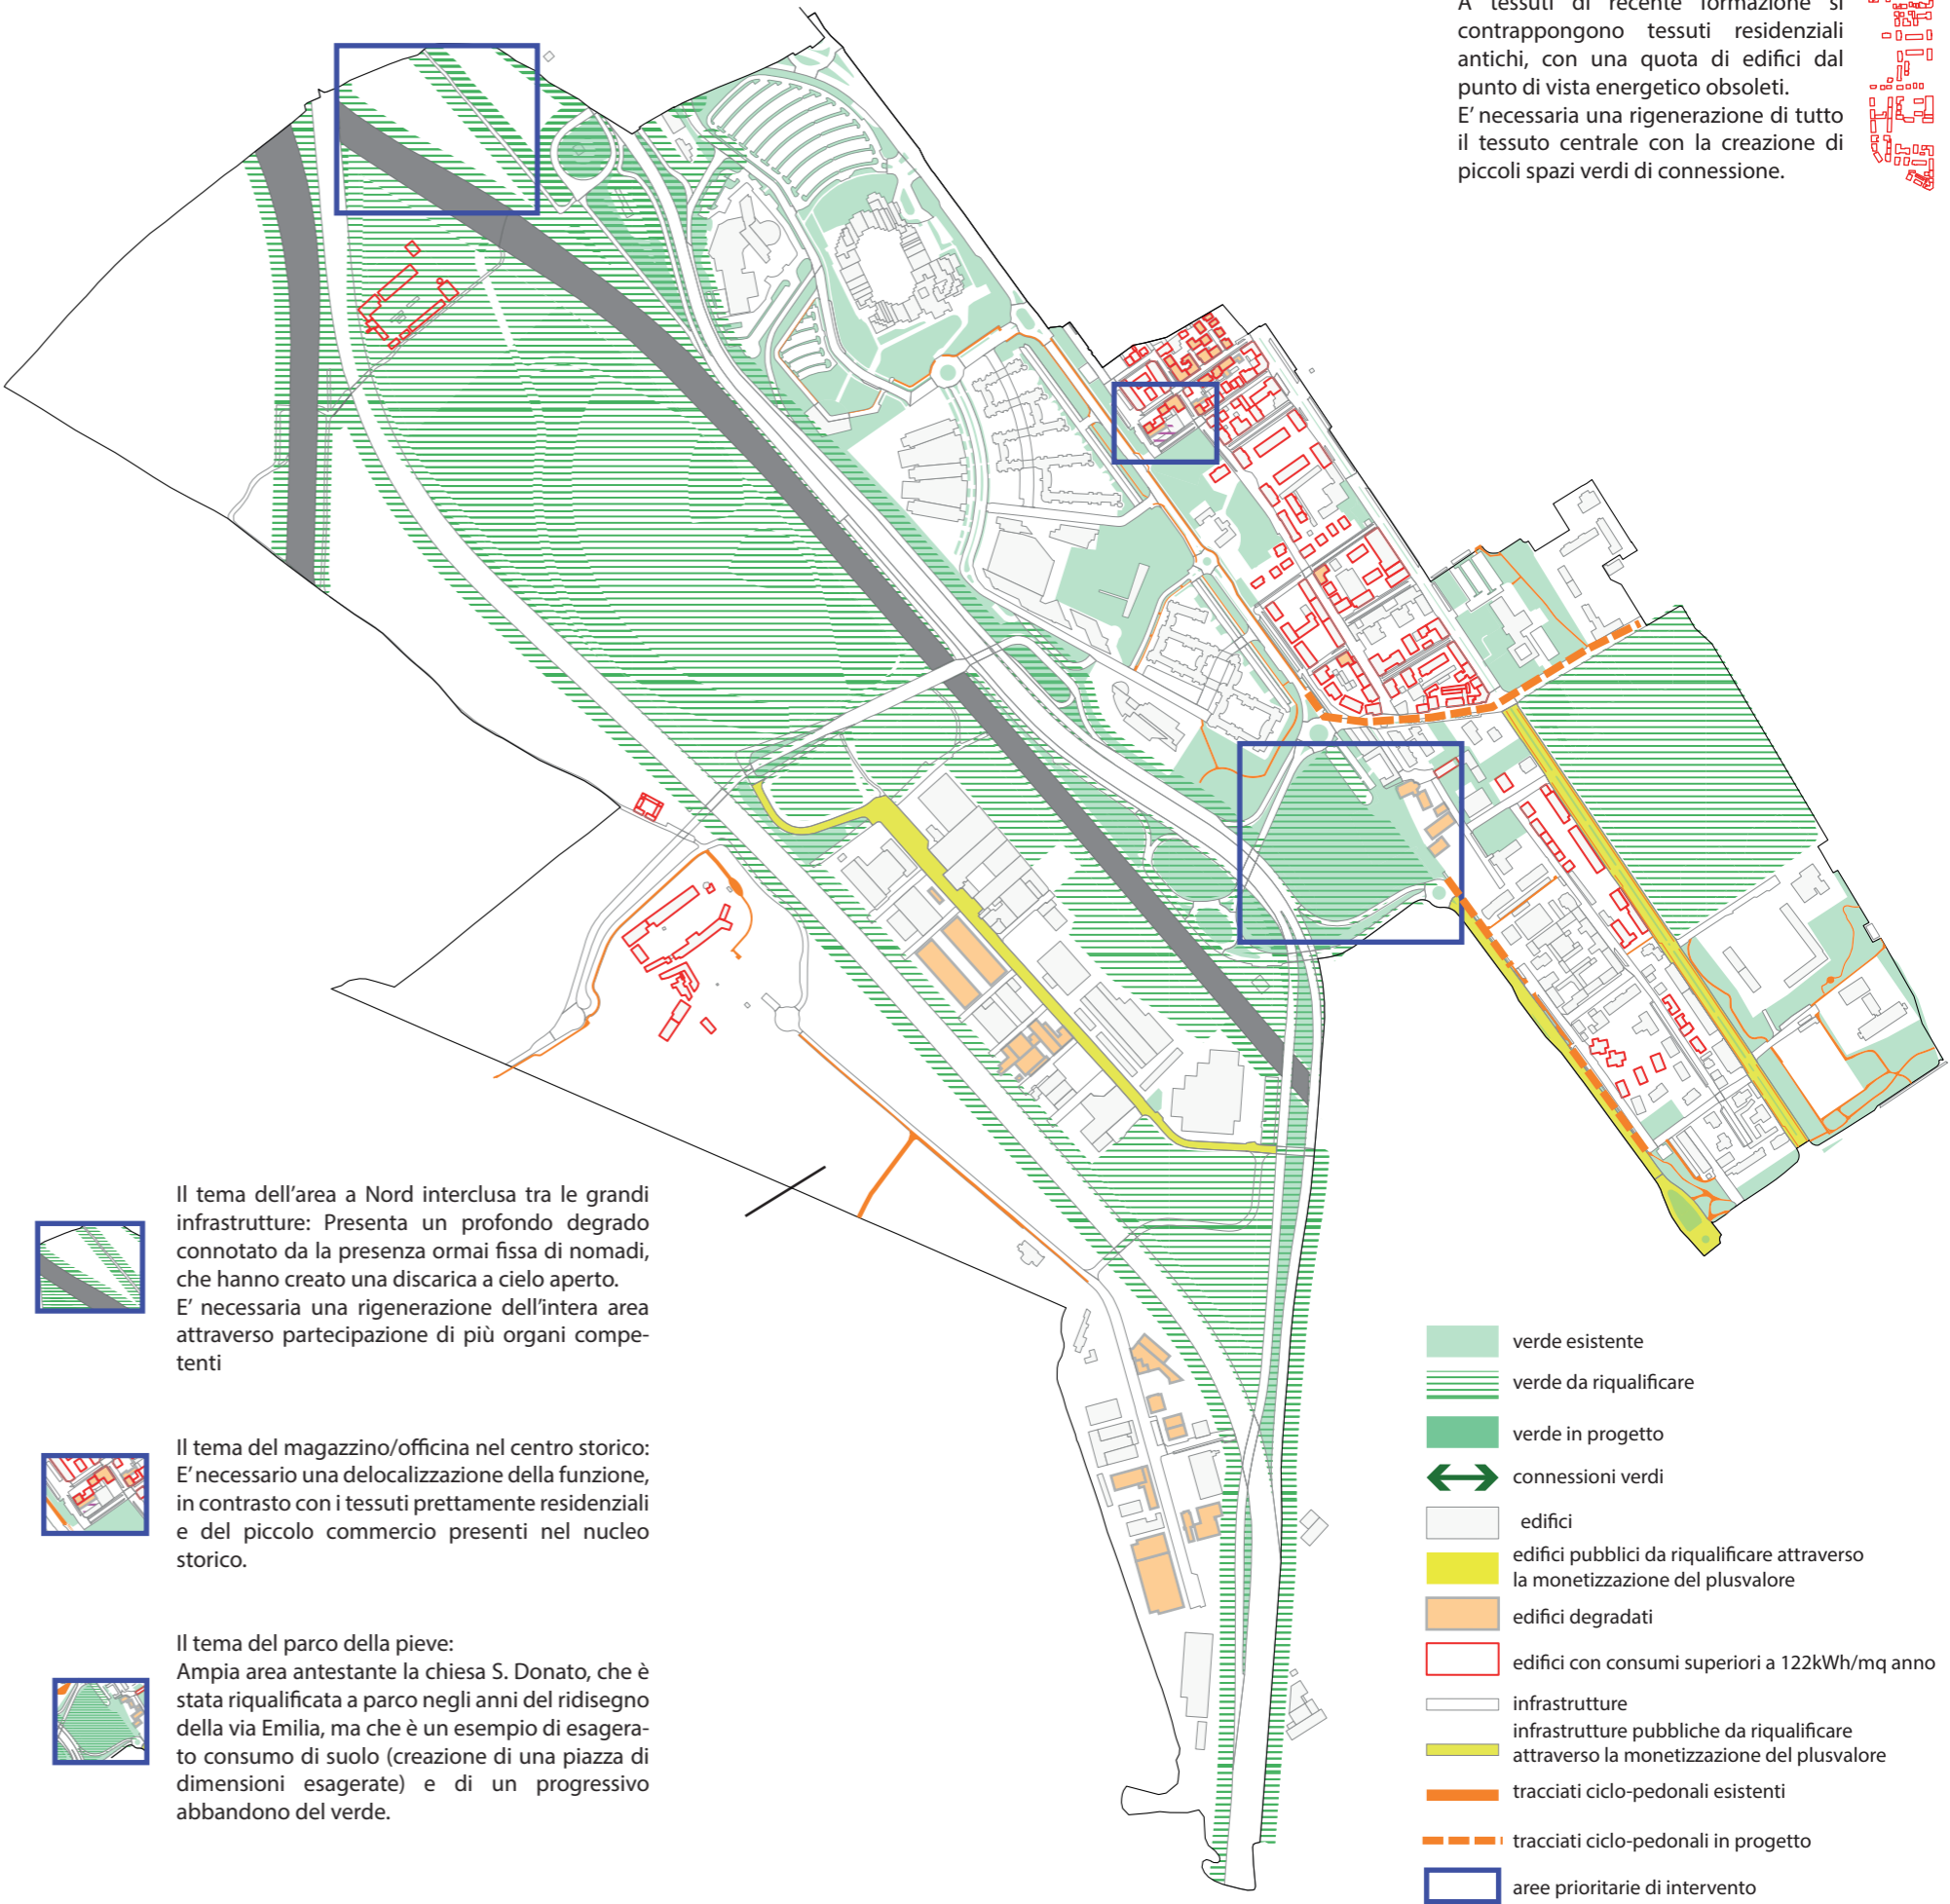 A tessuti di recente formazione si
contrappongono tessuti residenziali
antichi, con una quota di edifici dal
punto di vista energetico obsoleti.
E' necessaria una rigenerazione di tutto
il tessuto centrale con la creazione di
piccoli spazi verdi di connessione.
Il tema dell'area a Nord interclusa tra le grandi
infrastrutture: Presenta un profondo degrado
connotato da la presenza ormai fissa di nomadi,
che hanno creato una discarica a cielo aperto.
E' necessaria una rigenerazione dell'intera area
attraverso partecipazione di più organi compe-
tenti
Il tema del magazzino/officina nel centro storico:
E' necessario una delocalizzazione della funzione,
in contrasto con i tessuti prettamente residenziali
e del piccolo commercio presenti nel nucleo
storico.
Il tema del parco della pieve:
Ampia area antestante la chiesa S. Donato, che è
stata riqualificata a parco negli anni del ridisegno
della via Emilia, ma che è un esempio di esagera-
to consumo di suolo (creazione di una piazza di
dimensioni esagerate) e di un progressivo
abbandono del verde.
verde esistente
verde da riqualificare
verde in progetto
connessioni verdi
edifici
edifici pubblici da riqualificare attraverso
la monetizzazione del plusvalore
edifici degradati
edifici con consumi superiori a 122kWh/mq anno
infrastrutture
infrastrutture pubbliche da riqualificare
attraverso la monetizzazione del plusvalore
tracciati ciclo-pedonali esistenti
tracciati ciclo-pedonali in progetto
aree prioritarie di intervento